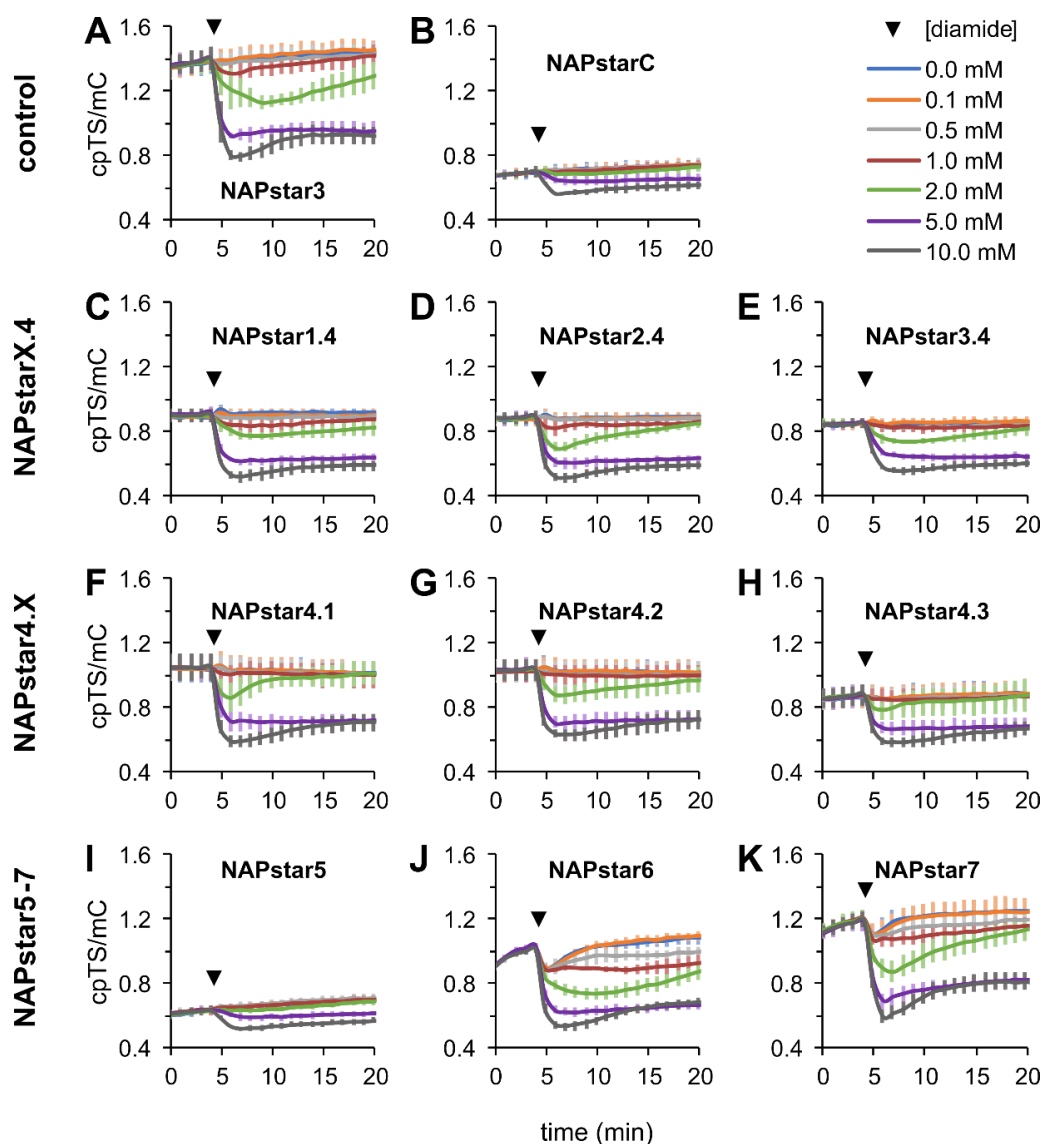 A
B
control
cpTS/mC
1.6
1.2
0.8
0.4
NAPstar3
0 5 10 15 20
1.6
1.2
0.8
0.4
NAPstarC
0 5 10 15 20
▼ [diamide]
0.0 mM
0.1 mM
0.5 mM
1.0 mM
2.0 mM
5.0 mM
10.0 mM
NAPstarX.4
C
cpTS/mC
1.6
1.2
0.8
0.4
NAPstar1.4
0 5 10 15 20
D
1.6
1.2
0.8
0.4
NAPstar2.4
0 5 10 15 20
E
1.6
1.2
0.8
0.4
NAPstar3.4
0 5 10 15 20
NAPstar4.X
F
cpTS/mC
1.6
1.2
0.8
0.4
NAPstar4.1
0 5 10 15 20
G
1.6
1.2
0.8
0.4
NAPstar4.2
0 5 10 15 20
H
1.6
1.2
0.8
0.4
NAPstar4.3
0 5 10 15 20
NAPstar5-7
I
cpTS/mC
1.6
1.2
0.8
0.4
NAPstar5
0 5 10 15 20
J
1.6
1.2
0.8
0.4
NAPstar6
0 5 10 15 20
K
1.6
1.2
0.8
0.4
NAPstar7
0 5 10 15 20
time (min)